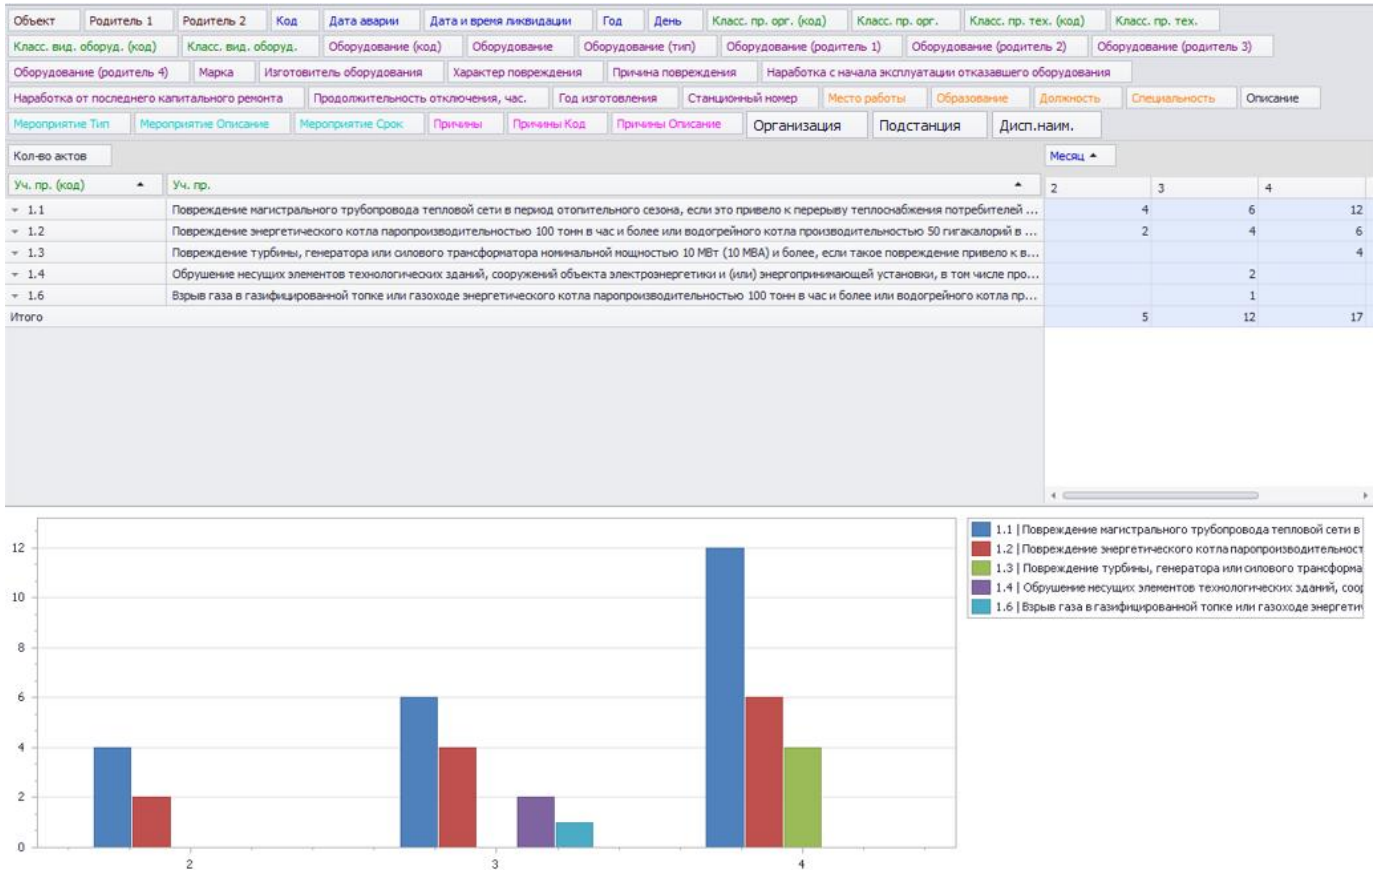 Объект Родитель 1 Родитель 2 Код Дата аварии Дата и время ликвидации Год День Класс. пр. орг. (код) Класс. пр. орг. Класс. пр. тех. (код) Класс. пр. тех.
Класс. вид. оборуд. (код) Класс. вид. оборуд. Оборудование (код) Оборудование Оборудование (тип) Оборудование (родитель 1) Оборудование (родитель 2) Оборудование (родитель 3)
Оборудование (родитель 4) Марка Изготовитель оборудования Характер повреждения Причина повреждения Наработка с начала эксплуатации отказавшего оборудования
Наработка от последнего капитального ремонта Продолжительность отключения, час. Год изготовления Станционный номер Место работы Образование Должность Специальность Описание
Мероприятие Тип Мероприятие Описание Мероприятие Срок Причины Причины Код Причины Описание Организация Подстанция Дисп.наим.
Кол-во актов Месяц
Уч. пр. (код) Уч. пр. 2 3 4
1.1 Повреждение магистрального трубопровода тепловой сети в период отопительного сезона, если это привело к перерыву теплоснабжения потребителей ... 4 6 12
1.2 Повреждение энергетического котла паропроизводительностью 100 тонн в час и более или водогрейного котла производительностью 50 гигакалорий в ... 2 4 6
1.3 Повреждение турбины, генератора или силового трансформатора номинальной мощностью 10 МВт (10 МВА) и более, если такое повреждение привело к в... 4
1.4 Обрушение несущих элементов технологических зданий, сооружений объекта электроэнергетики и (или) энергопринимающей установки, в том числе про... 2
1.6 Взрыв газа в газифицированной топке или газоходе энергетического котла паропроизводительностью 100 тонн в час и более или водогрейного котла пр... 1
Итого 5 12 17
12
10
8
6
4
2
0
2 3 4
1.1 | Повреждение магистрального трубопровода тепловой сети в
1.2 | Повреждение энергетического котла паропроизводительност
1.3 | Повреждение турбины, генератора или силового трансформа
1.4 | Обрушение несущих элементов технологических зданий, соор
1.6 | Взрыв газа в газифицированной топке или газоходе энергети